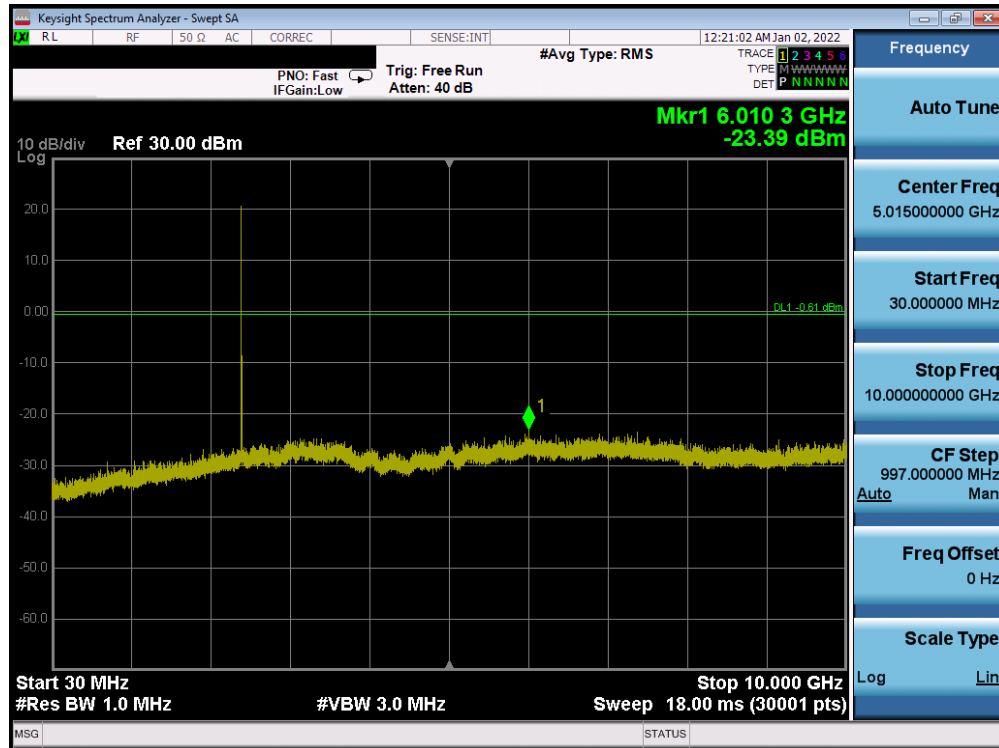 Keysight Spectrum Analyzer - Swept SA
LXI RL RF 50 Ω AC CORREC SENSE:INT 12:21:02 AM Jan 02, 2022
#Avg Type: RMS TRACE 1 2 3 4 5 6
PNO: Fast Trig: Free Run TYPE M WWWWW
IFGain:Low Atten: 40 dB DET P N N N N N
Mkr1 6.010 3 GHz
-23.39 dBm
10 dB/div Ref 30.00 dBm
Log
20.0
10.0
0.00
DL1 -0.61 dBm
-10.0
-20.0
1
-30.0
-40.0
-50.0
-60.0
Start 30 MHz Stop 10.000 GHz
#Res BW 1.0 MHz #VBW 3.0 MHz Sweep 18.00 ms (30001 pts)
MSG STATUS
Frequency
Auto Tune
Center Freq
5.015000000 GHz
Start Freq
30.000000 MHz
Stop Freq
10.000000000 GHz
CF Step
997.000000 MHz
Auto Man
Freq Offset
0 Hz
Scale Type
Log Lin